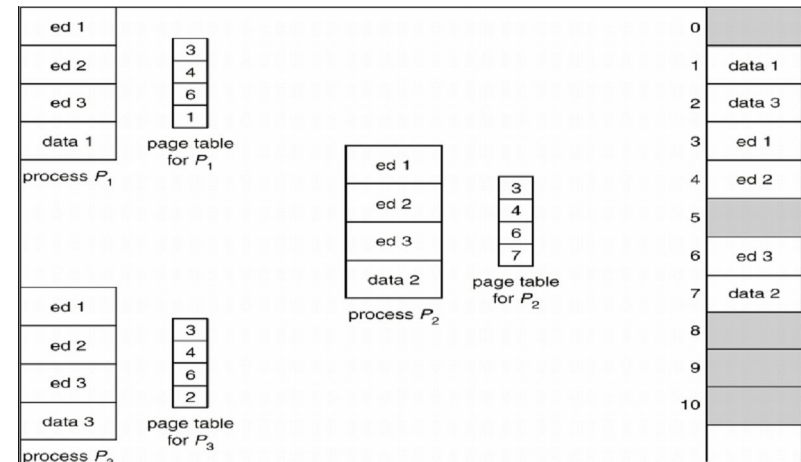 ed 1
ed 2
ed 3
data 1
process P1
3
4
6
1
page table
for P1
ed 1
ed 2
ed 3
data 2
process P2
3
4
6
7
page table
for P2
ed 1
ed 2
ed 3
data 3
process P3
3
4
6
2
page table
for P3
0
1 data 1
2 data 3
3 ed 1
4 ed 2
5
6 ed 3
7 data 2
8
9
10